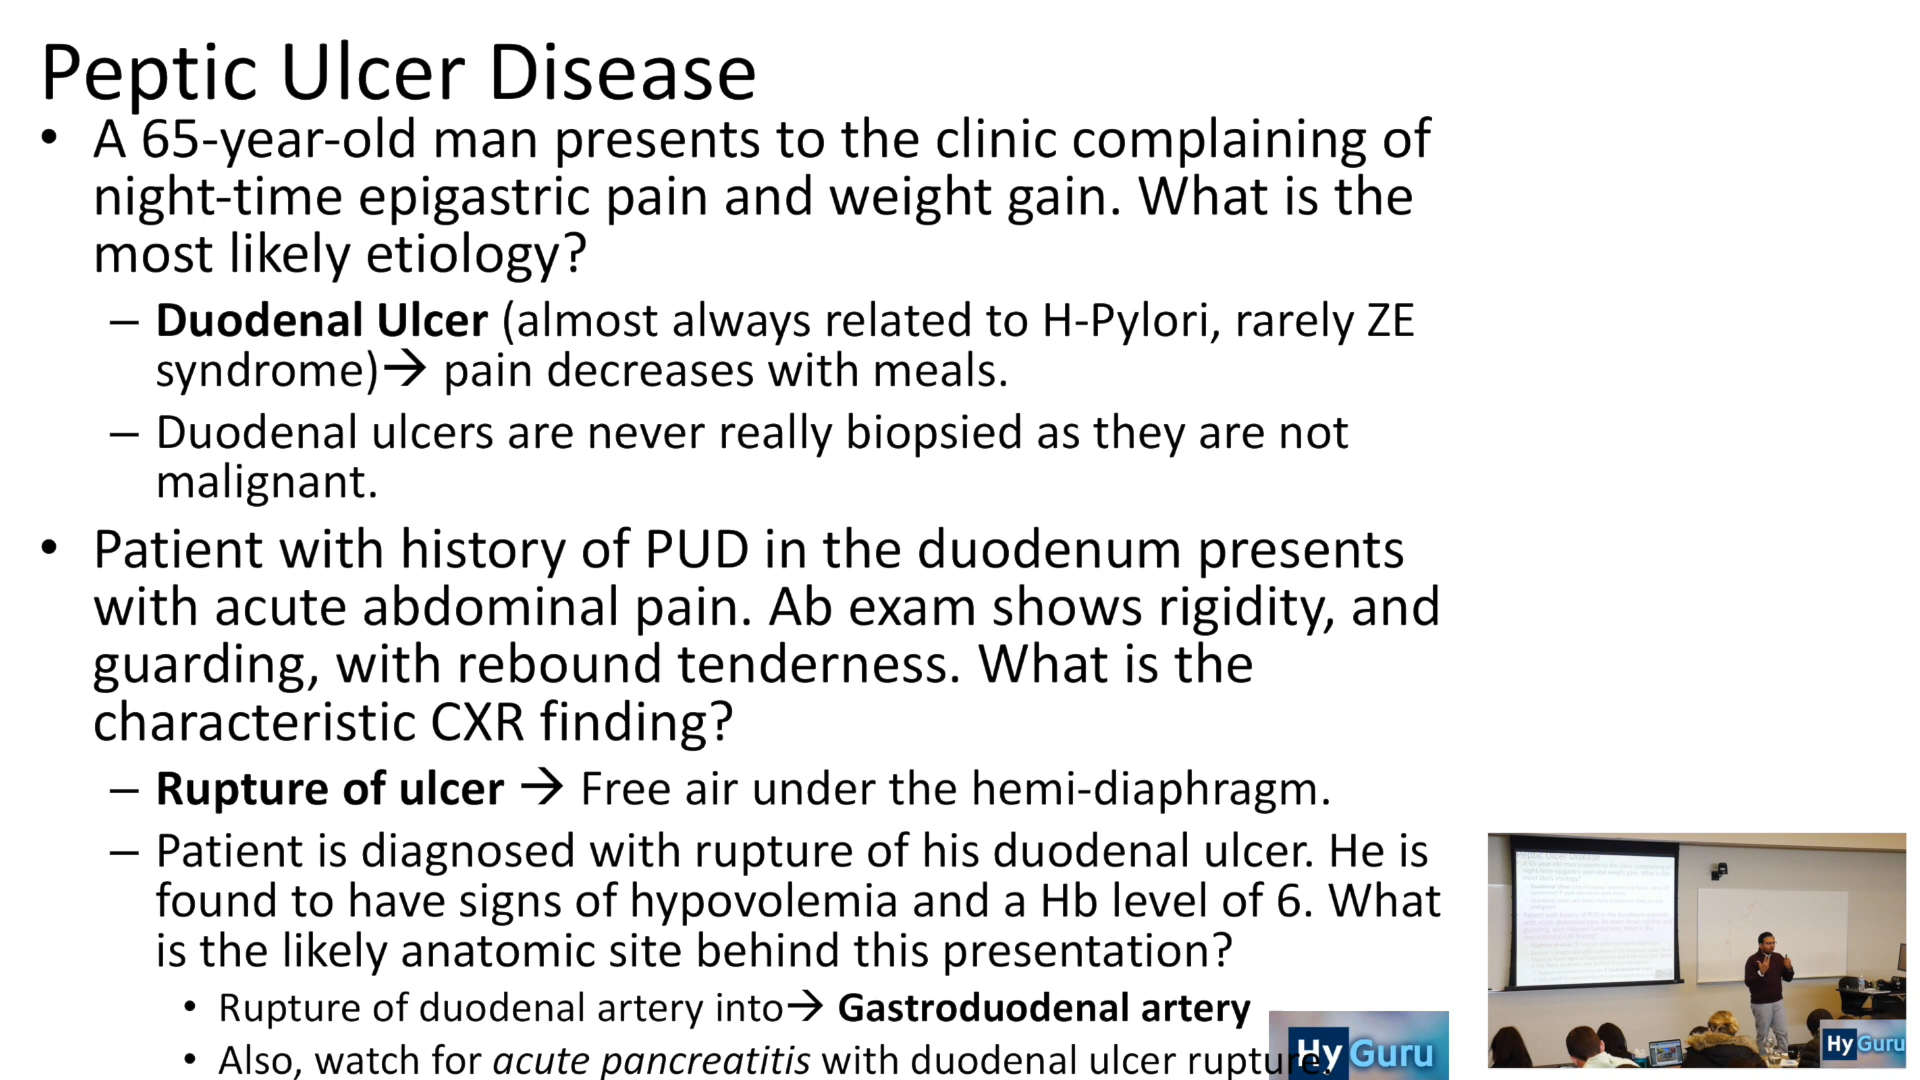 Peptic Ulcer Disease
• A 65-year-old man presents to the clinic complaining of
night-time epigastric pain and weight gain. What is the
most likely etiology?
– Duodenal Ulcer (almost always related to H-Pylori, rarely ZE
syndrome)→ pain decreases with meals.
– Duodenal ulcers are never really biopsied as they are not
malignant.
• Patient with history of PUD in the duodenum presents
with acute abdominal pain. Ab exam shows rigidity, and
guarding, with rebound tenderness. What is the
characteristic CXR finding?
– Rupture of ulcer → Free air under the hemi-diaphragm.
– Patient is diagnosed with rupture of his duodenal ulcer. He is
found to have signs of hypovolemia and a Hb level of 6. What
is the likely anatomic site behind this presentation?
• Rupture of duodenal artery into→ Gastroduodenal artery
• Also, watch for acute pancreatitis with duodenal ulcer rupture.
Hy Guru
Peptic Ulcer Disease
Hy Guru